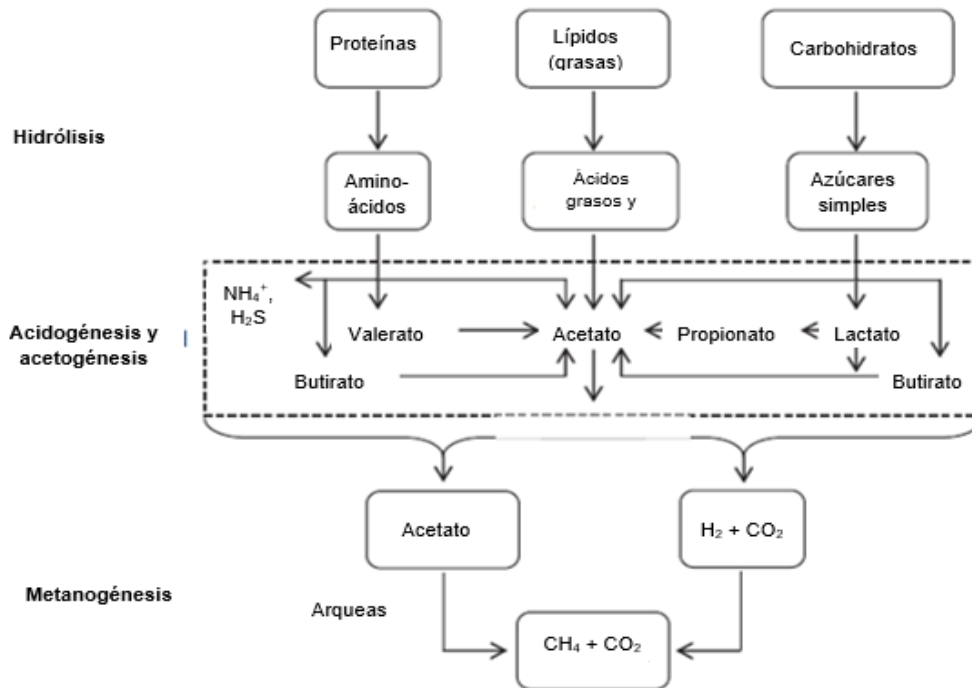 Proteínas
Lípidos
(qrasas)
Carbohidratos
Hidrólisis
Amino-
ácidos
Ácidos
grasos y
Azúcares
simples
NH₄⁺,
H₂S
Acidogénesis y
acetogénesis
Valerato
Acetato
Propionato
Lactato
Butirato
Butirato
Acetato
H₂ + CO₂
Metanogénesis
Arqueas
CH₄ + CO₂